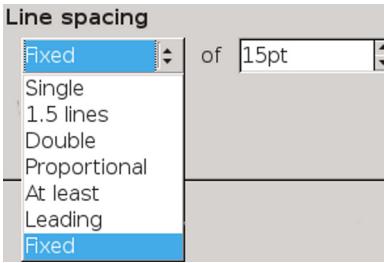 Line spacing
Fixed of 15pt
Single
1.5 lines
Double
Proportional
At least
Leading
Fixed